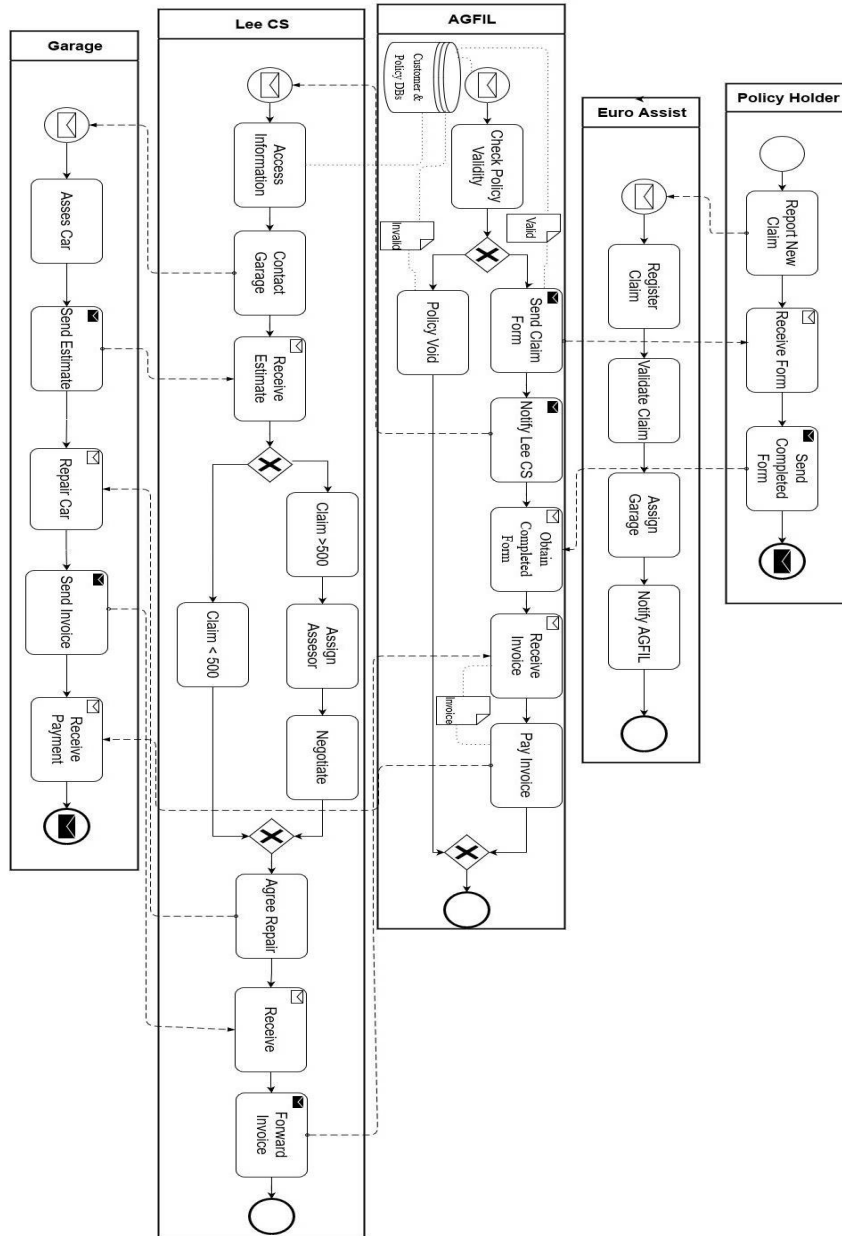 Garage
Asses Car
Send Estimate
Repair Car
Send Invoice
Receive
Payment
Lee CS
Access
Information
Contact
Garage
Receive
Estimate
Claim >500
Claim < 500
Assign
Assesor
Negotiate
Agree Repair
Receive
Forward
Invoice
AGFIL
Customer &
Policy DBs
Check Policy
Validity
Invalid
Valid
Policy Void
Send Claim
Form
Notify Lee CS
Obtain
Completed
Form
Receive
Invoice
Invoice
Pay Invoice
Euro Assist
Register
Claim
Validate Claim
Assign
Garage
Notify AGFIL
Policy Holder
Report New
Claim
Receive Form
Send
Completed
Form